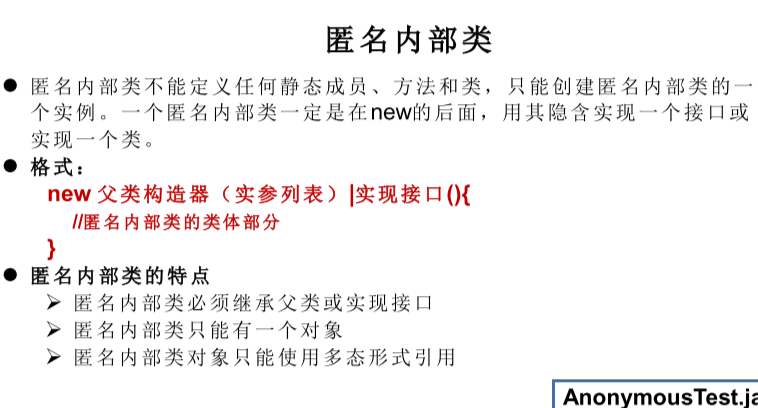 匿名内部类
● 匿名内部类不能定义任何静态成员、方法和类，只能创建匿名内部类的一
个实例。一个匿名内部类一定是在new的后面，用其隐含实现一个接口或
实现一个类。
● 格式：
new 父类构造器（实参列表）|实现接口(){
//匿名内部类的类体部分
}
● 匿名内部类的特点
➢ 匿名内部类必须继承父类或实现接口
➢ 匿名内部类只能有一个对象
➢ 匿名内部类对象只能使用多态形式引用
AnonymousTest.ja